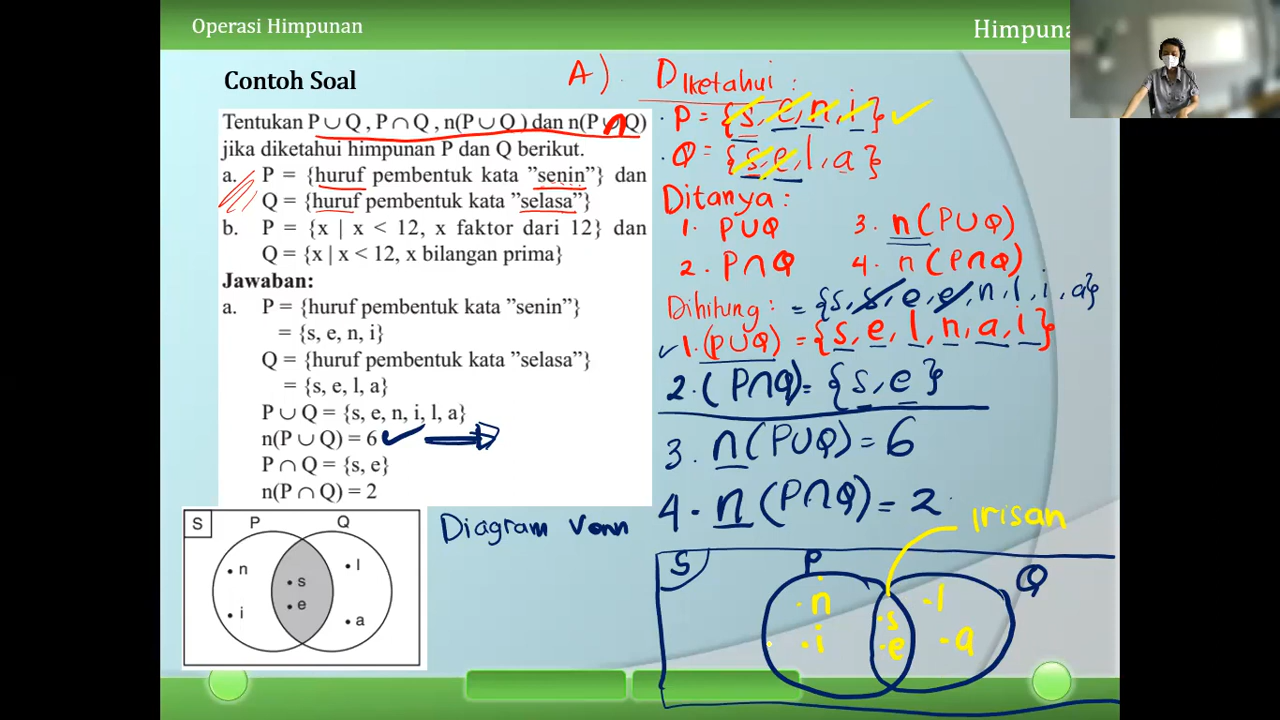 Operasi Himpunan
Himpuna
Contoh Soal
Tentukan P ∪ Q , P ∩ Q , n(P ∪ Q ) dan n(P ∩ Q)
jika diketahui himpunan P dan Q berikut.
a. P = {huruf pembentuk kata ”senin”} dan
Q = {huruf pembentuk kata ”selasa”}
b. P = {x | x < 12, x faktor dari 12} dan
Q = {x | x < 12, x bilangan prima}
Jawaban:
a. P = {huruf pembentuk kata ”senin”}
= {s, e, n, i}
Q = {huruf pembentuk kata ”selasa”}
= {s, e, l, a}
P ∪ Q = {s, e, n, i, l, a}
n(P ∪ Q) = 6
P ∩ Q = {s, e}
n(P ∩ Q) = 2
S P Q
n
i
s
e
l
a
Diagram Venn
A). Diketahui :
P = {s, e, n, i}
Q = {s, e, l, a}
Ditanya :
1. P∪Q
2. P∩Q
3. n(P∪Q)
4. n(P∩Q)
Dihitung : = {s, s, e, e, n, l, i, a}
1. (P∪Q) = {s, e, l, n, a, i}
2. (P∩Q) = {s, e}
3. n(P∪Q) = 6
4. n(P∩Q) = 2
Irisan
S P Q
n
i
s
e
l
a